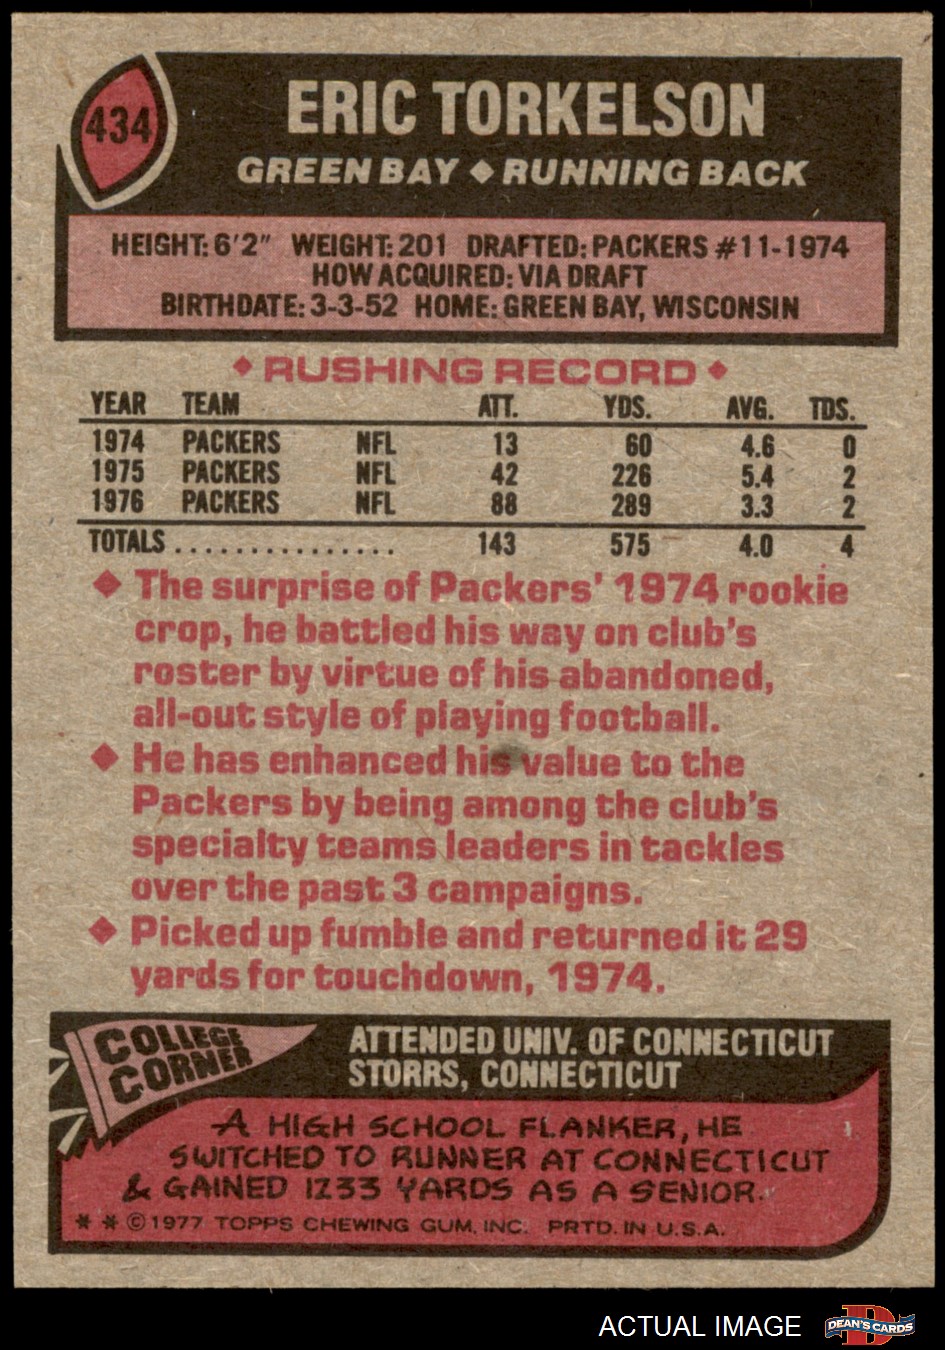 434
ERIC TORKELSON
GREEN BAY ◆ RUNNING BACK
HEIGHT: 6'2" WEIGHT: 201 DRAFTED: PACKERS #11-1974
HOW ACQUIRED: VIA DRAFT
BIRTHDATE: 3-3-52 HOME: GREEN BAY, WISCONSIN
◆ RUSHING RECORD ◆
YEAR TEAM ATT. YDS. AVG. TDS.
1974 PACKERS NFL 13 60 4.6 0
1975 PACKERS NFL 42 226 5.4 2
1976 PACKERS NFL 88 289 3.3 2
TOTALS ................ 143 575 4.0 4
◆ The surprise of Packers' 1974 rookie
crop, he battled his way on club's
roster by virtue of his abandoned,
all-out style of playing football.
◆ He has enhanced his value to the
Packers by being among the club's
specialty teams leaders in tackles
over the past 3 campaigns.
◆ Picked up fumble and returned it 29
yards for touchdown, 1974.
COLLEGE
CORNER
ATTENDED UNIV. OF CONNECTICUT
STORRS, CONNECTICUT
A HIGH SCHOOL FLANKER, HE
SWITCHED TO RUNNER AT CONNECTICUT
& GAINED 1233 YARDS AS A SENIOR.
* * © 1977 TOPPS CHEWING GUM, INC. PRTD. IN U.S.A.
ACTUAL IMAGE
D
DEAN'S CARDS